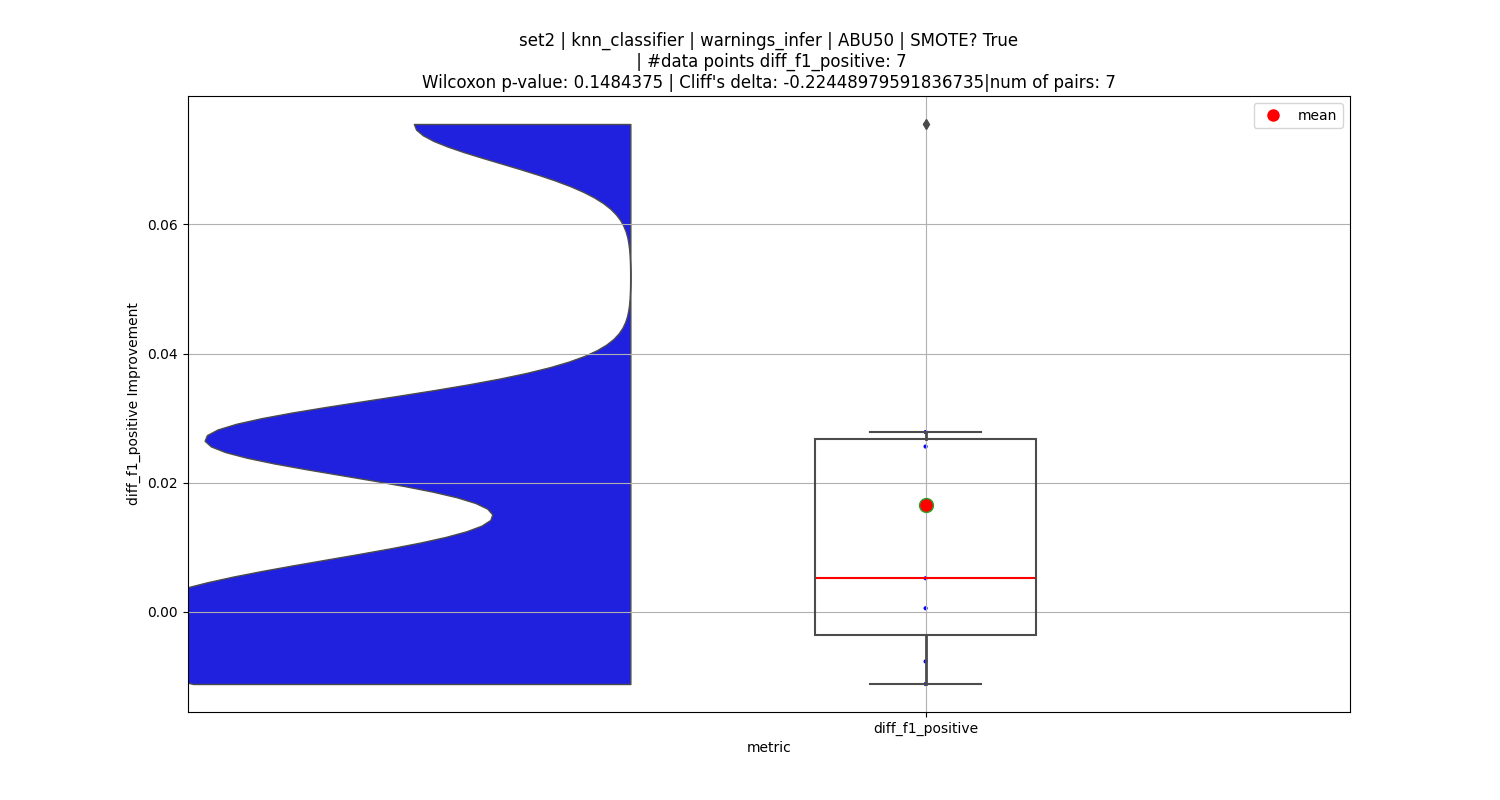 set2 | knn_classifier | warnings_infer | ABU50 | SMOTE? True
| #data points diff_f1_positive: 7
Wilcoxon p-value: 0.1484375 | Cliff's delta: -0.22448979591836735|num of pairs: 7
mean
0.06
0.04
0.02
0.00
diff_f1_positive Improvement
diff_f1_positive
metric